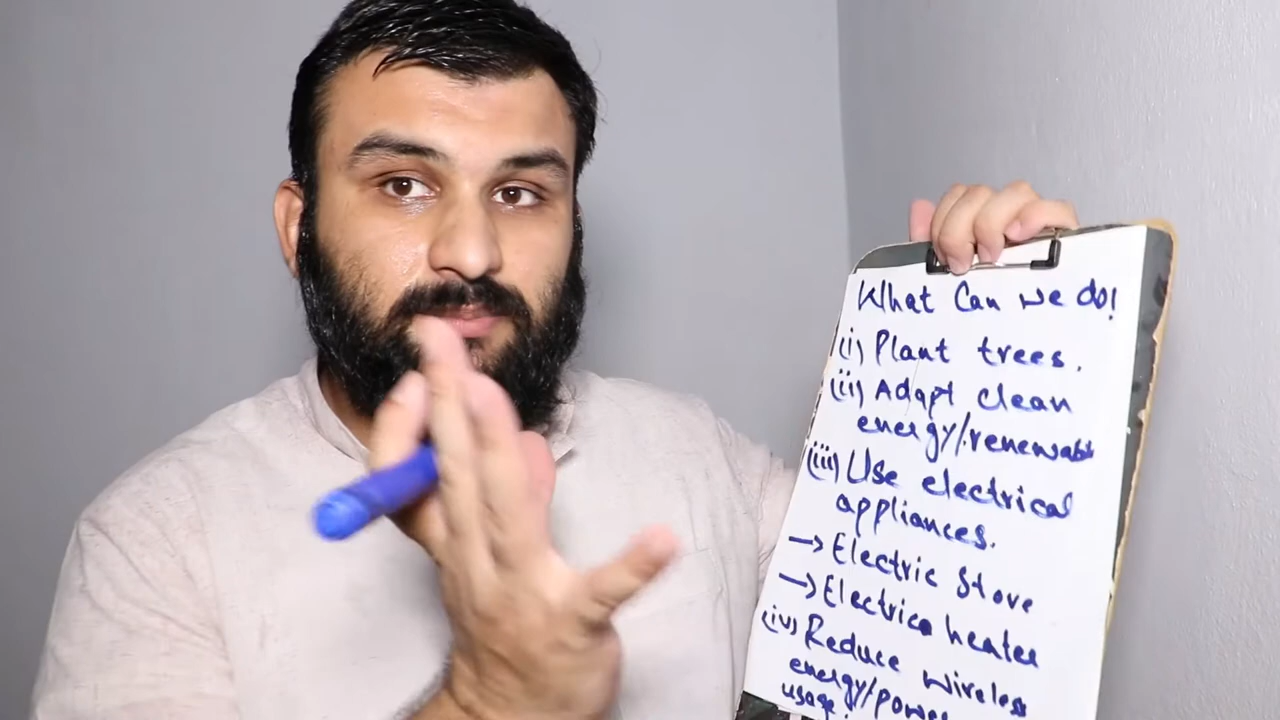 What Can we do!
(i) Plant trees.
(ii) Adapt clean
energy/renewable
(iii) Use electrical
appliances.
→ Electric Stove
→ Electrica heater
(iv) Reduce wireless
energy/power
usage!